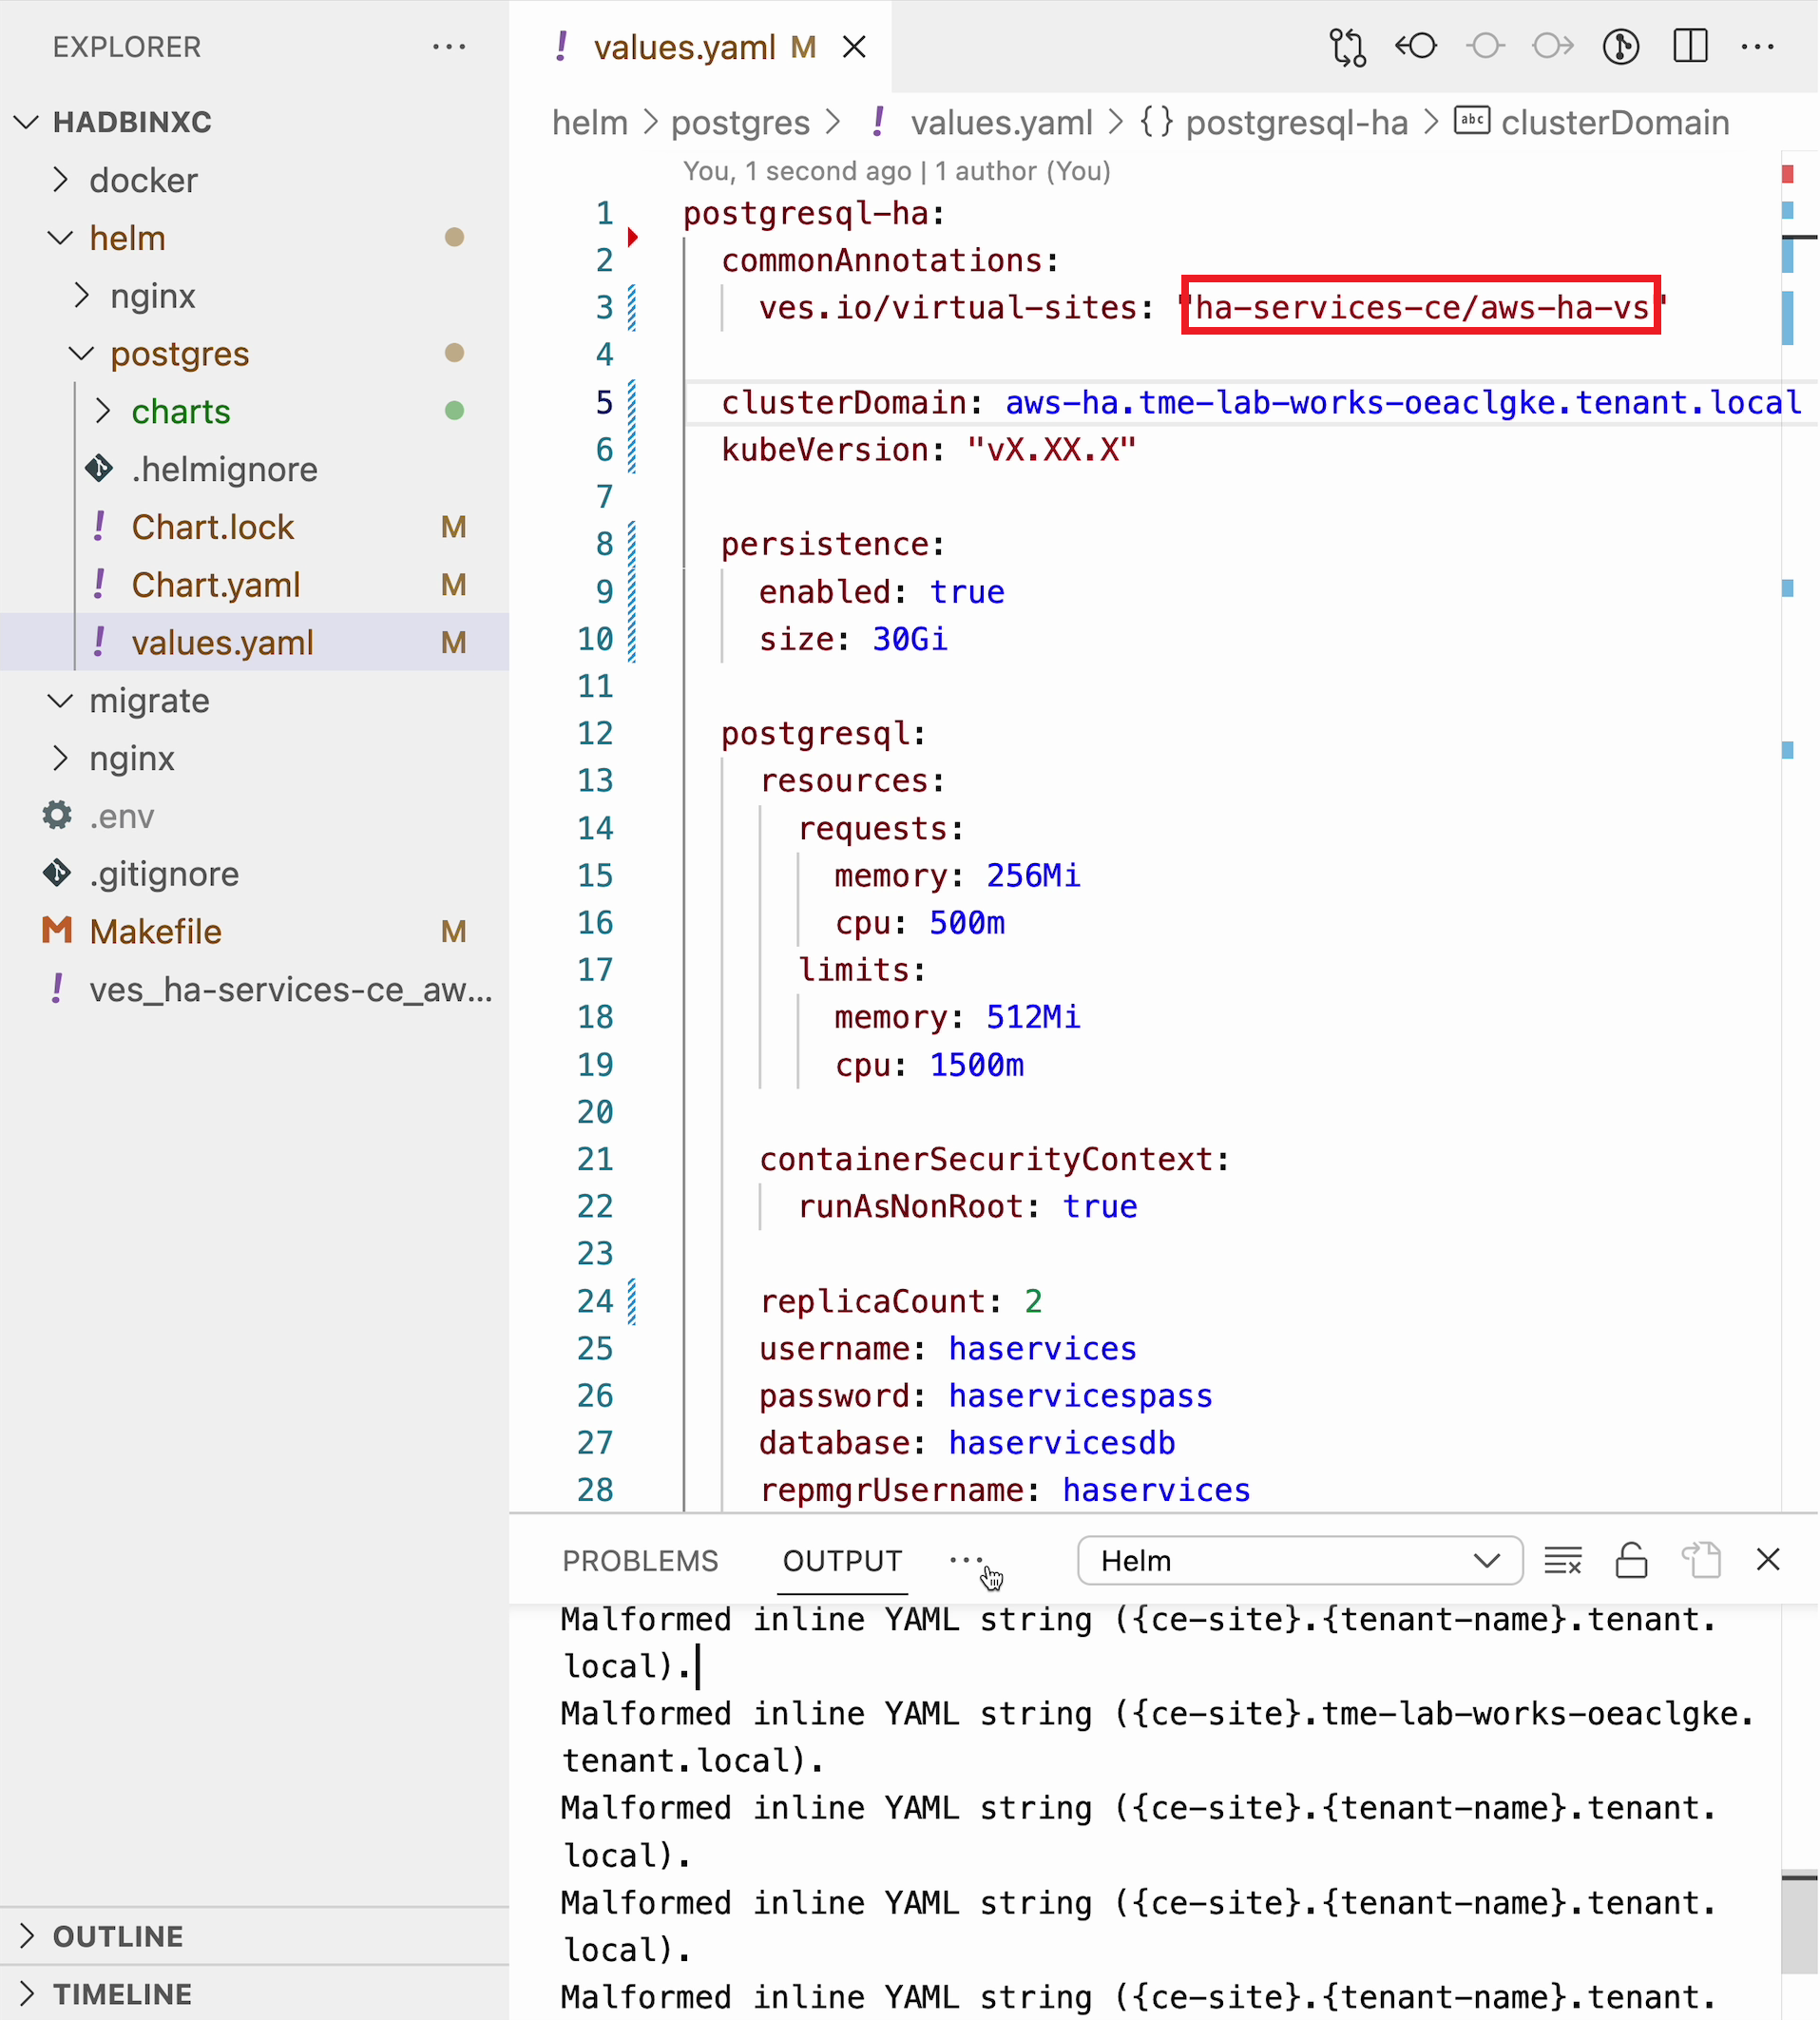 EXPLORER
HADBINXC
docker
helm
nginx
postgres
charts
.helmignore
Chart.lock M
Chart.yaml M
values.yaml M
migrate
nginx
.env
.gitignore
Makefile M
ves_ha-services-ce_aw...
OUTLINE
TIMELINE
values.yaml M
helm > postgres > ! values.yaml > {} postgresql-ha > abc clusterDomain
You, 1 second ago | 1 author (You)
1 postgresql-ha:
2 commonAnnotations:
3 ves.io/virtual-sites: "ha-services-ce/aws-ha-vs"
4
5 clusterDomain: aws-ha.tme-lab-works-oeaclgke.tenant.local
6 kubeVersion: "vX.XX.X"
7
8 persistence:
9 enabled: true
10 size: 30Gi
11
12 postgresql:
13 resources:
14 requests:
15 memory: 256Mi
16 cpu: 500m
17 limits:
18 memory: 512Mi
19 cpu: 1500m
20
21 containerSecurityContext:
22 runAsNonRoot: true
23
24 replicaCount: 2
25 username: haservices
26 password: haservicespass
27 database: haservicesdb
28 repmgrUsername: haservices
PROBLEMS OUTPUT ... Helm
Malformed inline YAML string ({ce-site}.{tenant-name}.tenant.
local).
Malformed inline YAML string ({ce-site}.tme-lab-works-oeaclgke.
tenant.local).
Malformed inline YAML string ({ce-site}.{tenant-name}.tenant.
local).
Malformed inline YAML string ({ce-site}.{tenant-name}.tenant.
local).
Malformed inline YAML string ({ce-site}.{tenant-name}.tenant.